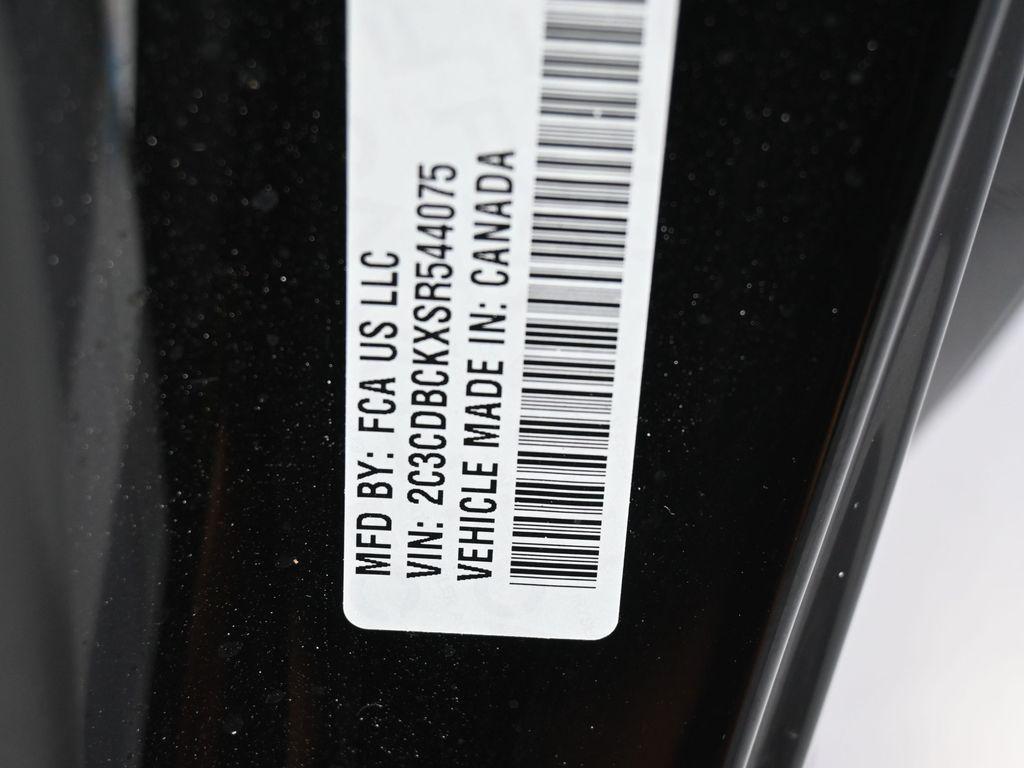 MFD BY: FCA US LLC
VIN: 2C3CDBCKXSR544075
VEHICLE MADE IN: CANADA